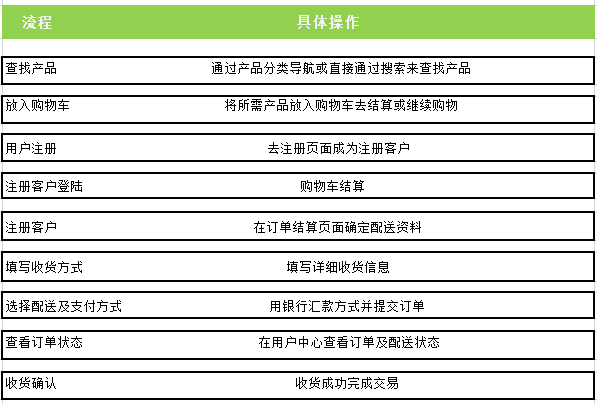 流程 具体操作
查找产品 通过产品分类导航或直接通过搜索来查找产品
放入购物车 将所需产品放入购物车去结算或继续购物
用户注册 去注册页面成为注册客户
注册客户登陆 购物车结算
注册客户 在订单结算页面确定配送资料
填写收货方式 填写详细收货信息
选择配送及支付方式 用银行汇款方式并提交订单
查看订单状态 在用户中心查看订单及配送状态
收货确认 收货成功完成交易